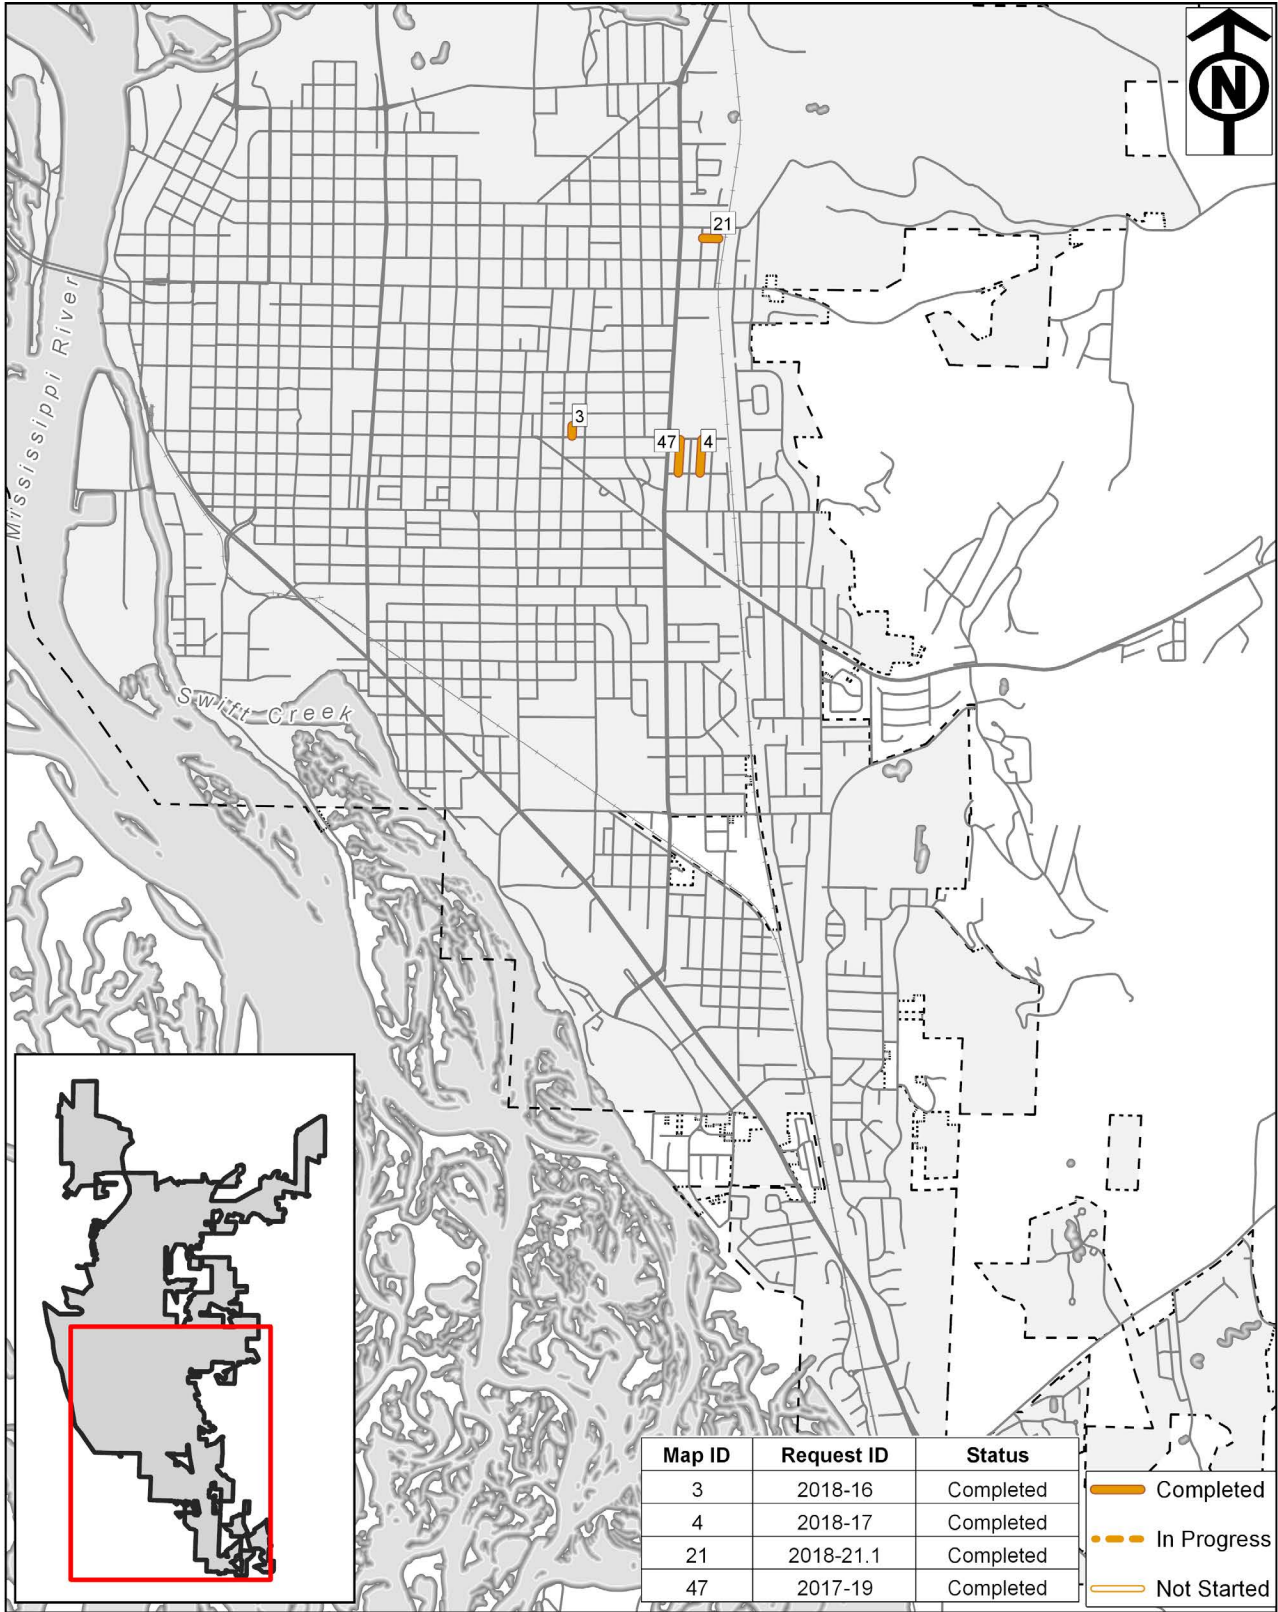 N
21
3
47
4
Mississippi River
Swift Creek
Map ID Request ID Status
3 2018-16 Completed
4 2018-17 Completed
21 2018-21.1 Completed
47 2017-19 Completed
Completed
In Progress
Not Started